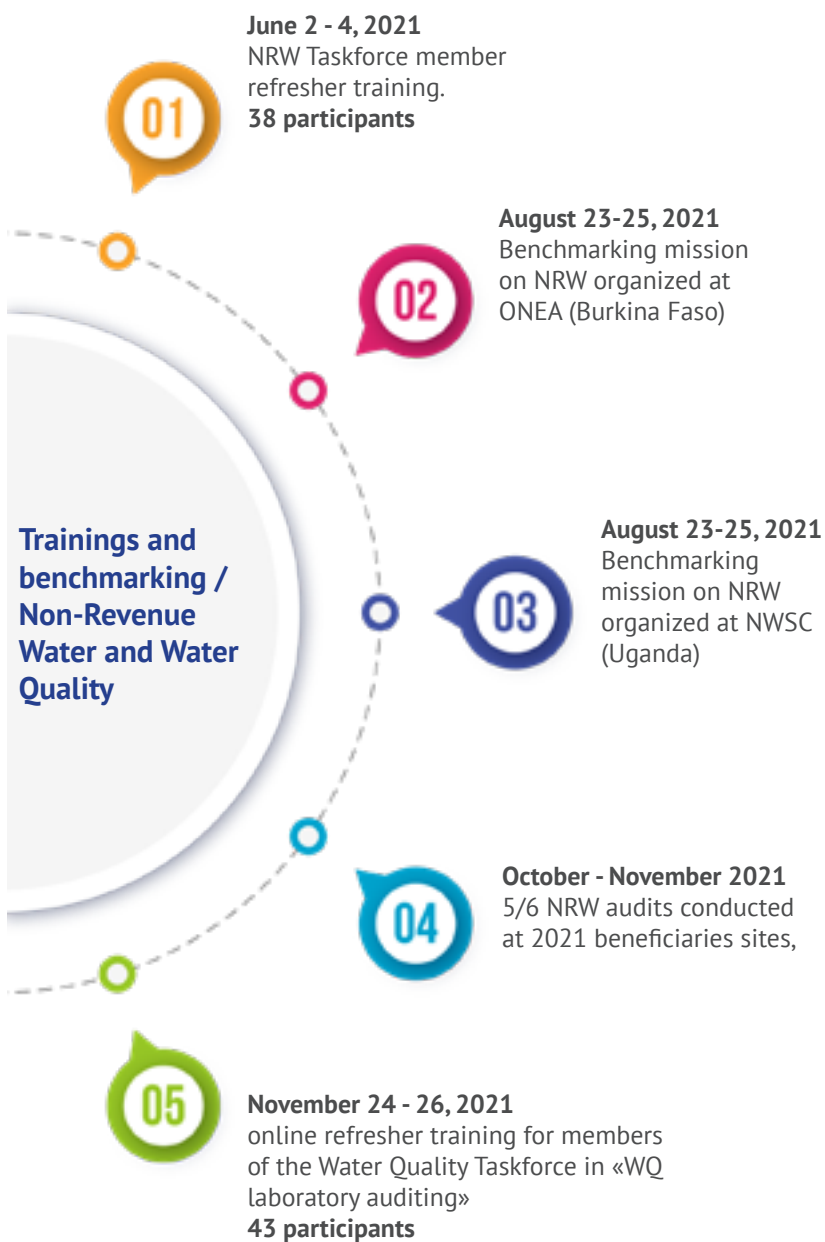 June 2 - 4, 2021
NRW Taskforce member
refresher training.
38 participants
01
August 23-25, 2021
Benchmarking mission
on NRW organized at
ONEA (Burkina Faso)
02
Trainings and
benchmarking /
Non-Revenue
Water and Water
Quality
August 23-25, 2021
Benchmarking
mission on NRW
organized at NWSC
(Uganda)
03
October - November 2021
5/6 NRW audits conducted
at 2021 beneficiaries sites,
04
05
November 24 - 26, 2021
online refresher training for members
of the Water Quality Taskforce in «WQ
laboratory auditing»
43 participants